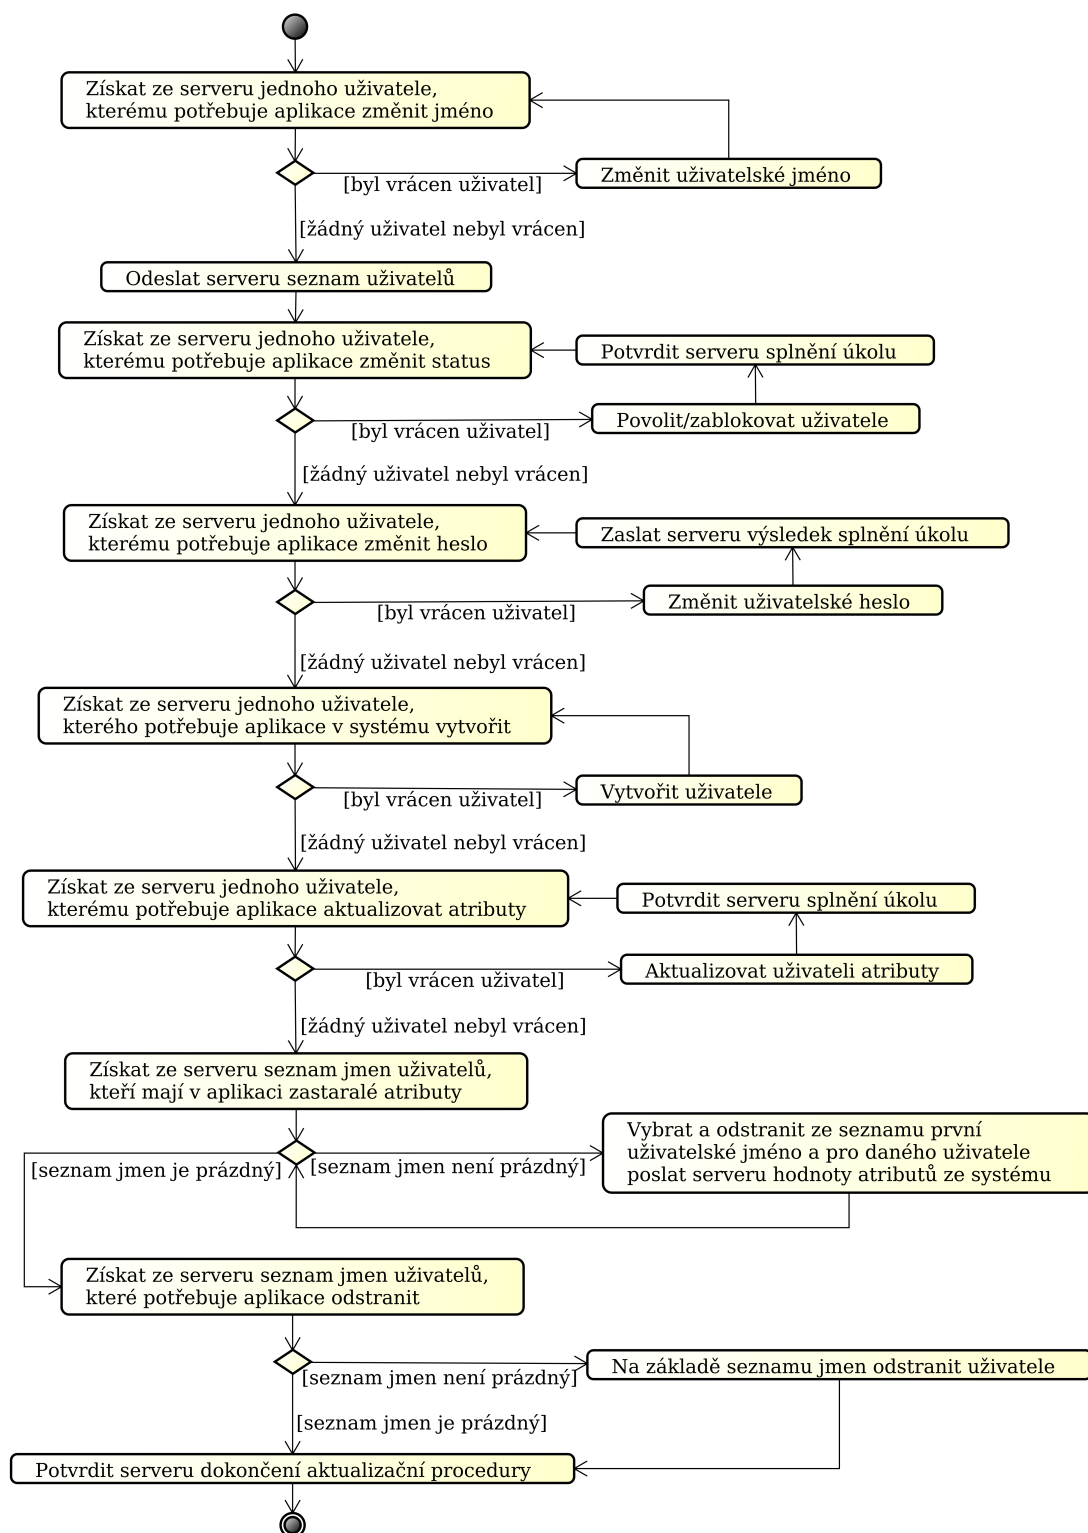 Získat ze serveru jednoho uživatele,
kterému potřebuje aplikace změnit jméno
[byl vrácen uživatel]
Změnit uživatelské jméno
[žádný uživatel nebyl vrácen]
Odeslat serveru seznam uživatelů
Získat ze serveru jednoho uživatele,
kterému potřebuje aplikace změnit status
Potvrdit serveru splnění úkolu
[byl vrácen uživatel]
Povolit/zablokovat uživatele
[žádný uživatel nebyl vrácen]
Získat ze serveru jednoho uživatele,
kterému potřebuje aplikace změnit heslo
Zaslat serveru výsledek splnění úkolu
[byl vrácen uživatel]
Změnit uživatelské heslo
[žádný uživatel nebyl vrácen]
Získat ze serveru jednoho uživatele,
kterého potřebuje aplikace v systému vytvořit
[byl vrácen uživatel]
Vytvořit uživatele
[žádný uživatel nebyl vrácen]
Získat ze serveru jednoho uživatele,
kterému potřebuje aplikace aktualizovat atributy
Potvrdit serveru splnění úkolu
[byl vrácen uživatel]
Aktualizovat uživateli atributy
[žádný uživatel nebyl vrácen]
Získat ze serveru seznam jmen uživatelů,
kteří mají v aplikaci zastaralé atributy
[seznam jmen je prázdný]
[seznam jmen není prázdný]
Vybrat a odstranit ze seznamu první
uživatelské jméno a pro daného uživatele
poslat serveru hodnoty atributů ze systému
Získat ze serveru seznam jmen uživatelů,
které potřebuje aplikace odstranit
[seznam jmen není prázdný]
Na základě seznamu jmen odstranit uživatele
[seznam jmen je prázdný]
Potvrdit serveru dokončení aktualizační procedury